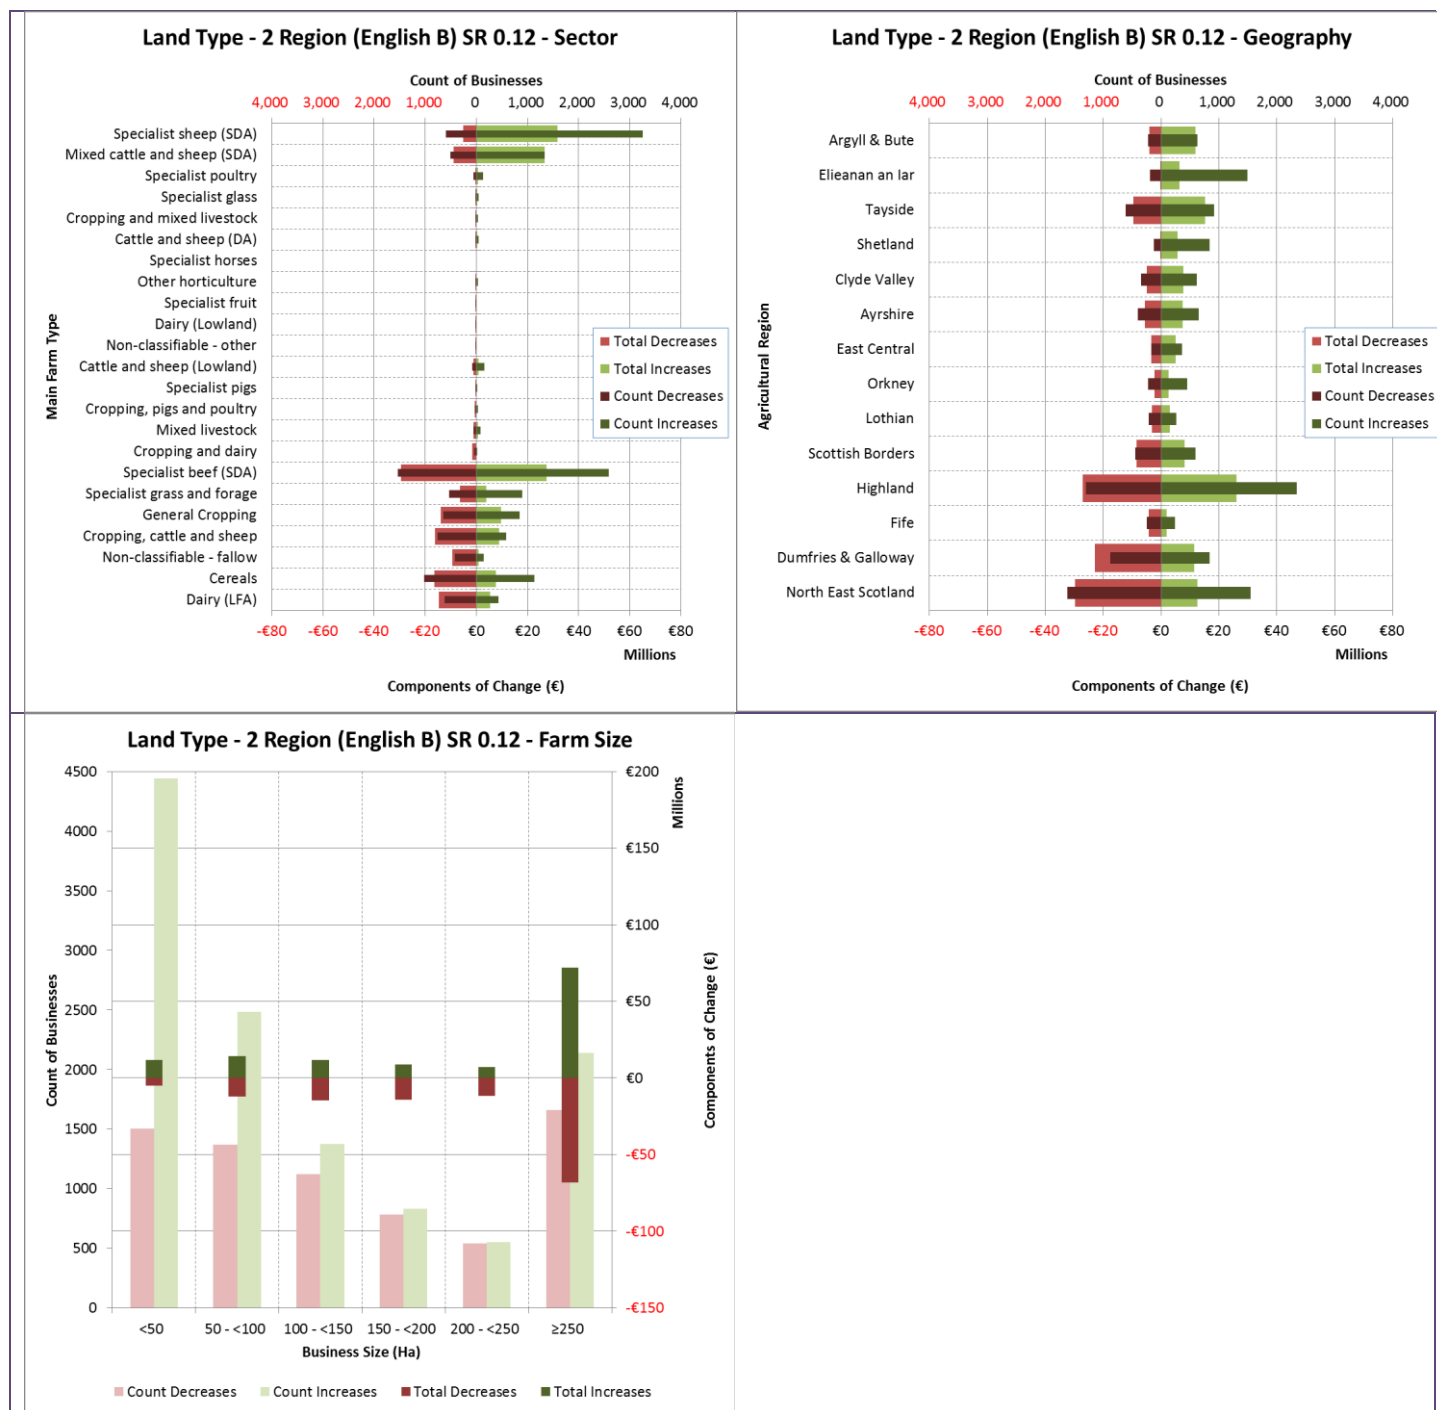 Land Type - 2 Region (English B) SR 0.12 - Sector
Count of Businesses
4,000 3,000 2,000 1,000 0 1,000 2,000 3,000 4,000
Main Farm Type
Specialist sheep (SDA)
Mixed cattle and sheep (SDA)
Specialist poultry
Specialist glass
Cropping and mixed livestock
Cattle and sheep (DA)
Specialist horses
Other horticulture
Specialist fruit
Dairy (Lowland)
Non-classifiable - other
Cattle and sheep (Lowland)
Specialist pigs
Cropping, pigs and poultry
Mixed livestock
Cropping and dairy
Specialist beef (SDA)
Specialist grass and forage
General Cropping
Cropping, cattle and sheep
Non-classifiable - fallow
Cereals
Dairy (LFA)
Total Decreases
Total Increases
Count Decreases
Count Increases
-€80 -€60 -€40 -€20 €0 €20 €40 €60 €80
Millions
Components of Change (€)
Land Type - 2 Region (English B) SR 0.12 - Geography
Count of Businesses
4,000 3,000 2,000 1,000 0 1,000 2,000 3,000 4,000
Agricultural Region
Argyll & Bute
Elieanan an Iar
Tayside
Shetland
Clyde Valley
Ayrshire
East Central
Orkney
Lothian
Scottish Borders
Highland
Fife
Dumfries & Galloway
North East Scotland
Total Decreases
Total Increases
Count Decreases
Count Increases
-€80 -€60 -€40 -€20 €0 €20 €40 €60 €80
Millions
Components of Change (€)
Land Type - 2 Region (English B) SR 0.12 - Farm Size
Count of Businesses
4500
4000
3500
3000
2500
2000
1500
1000
500
0
€200
€150
€100
€50
€0
-€50
-€100
-€150
Millions
Components of Change (€)
<50 50 - <100 100 - <150 150 - <200 200 - <250 ≥250
Business Size (Ha)
Count Decreases Count Increases Total Decreases Total Increases